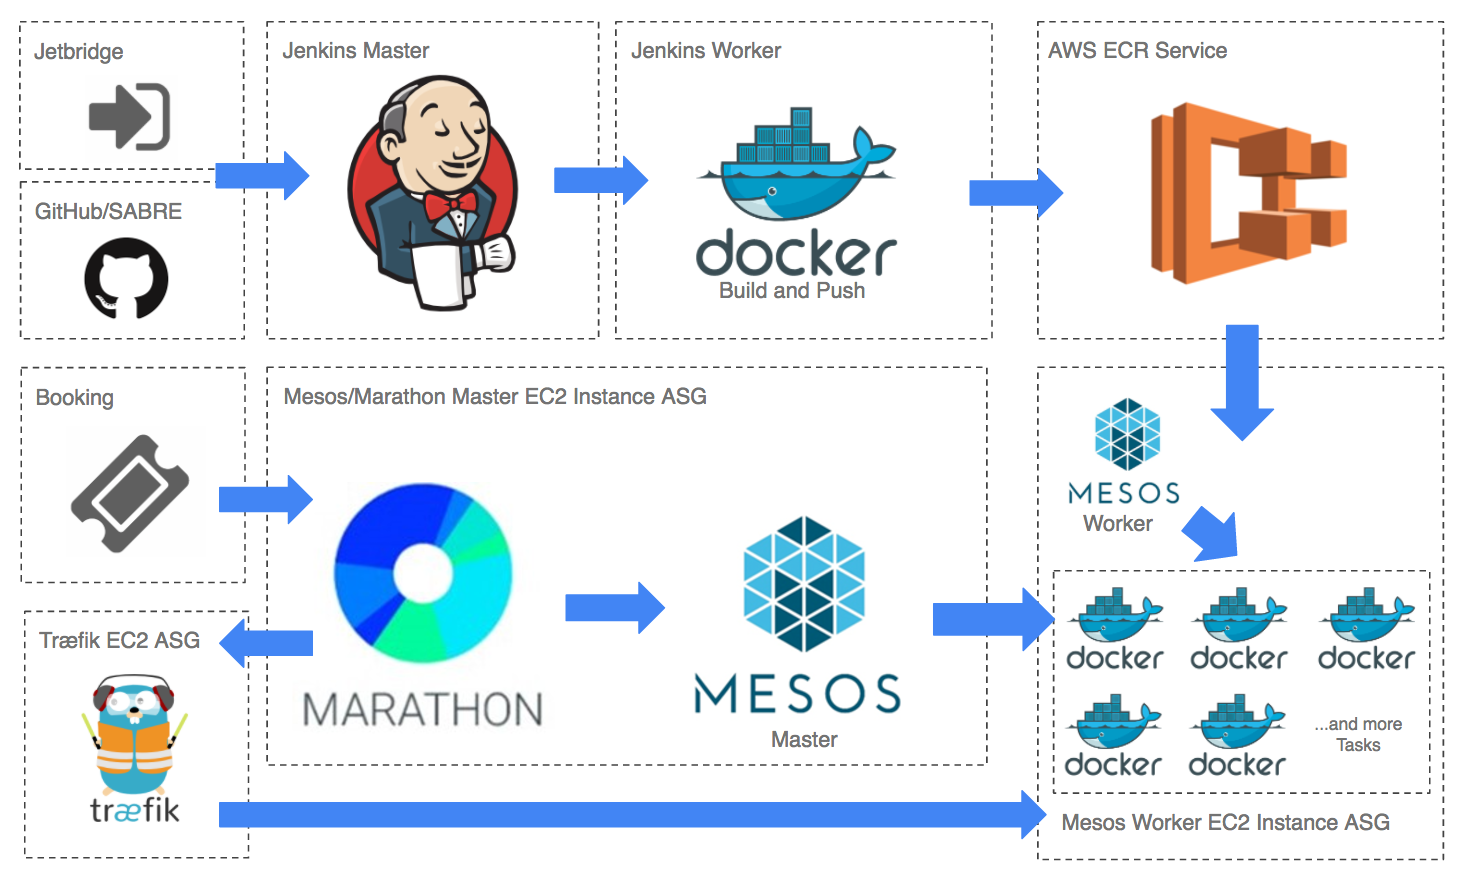 Jetbridge
GitHub/SABRE
Jenkins Master
Jenkins Worker
docker
Build and Push
AWS ECR Service
Booking
Mesos/Marathon Master EC2 Instance ASG
MARATHON
MESOS
Master
MESOS
Worker
docker
docker
docker
docker
docker
...and more
Tasks
Mesos Worker EC2 Instance ASG
Træfik EC2 ASG
træfik